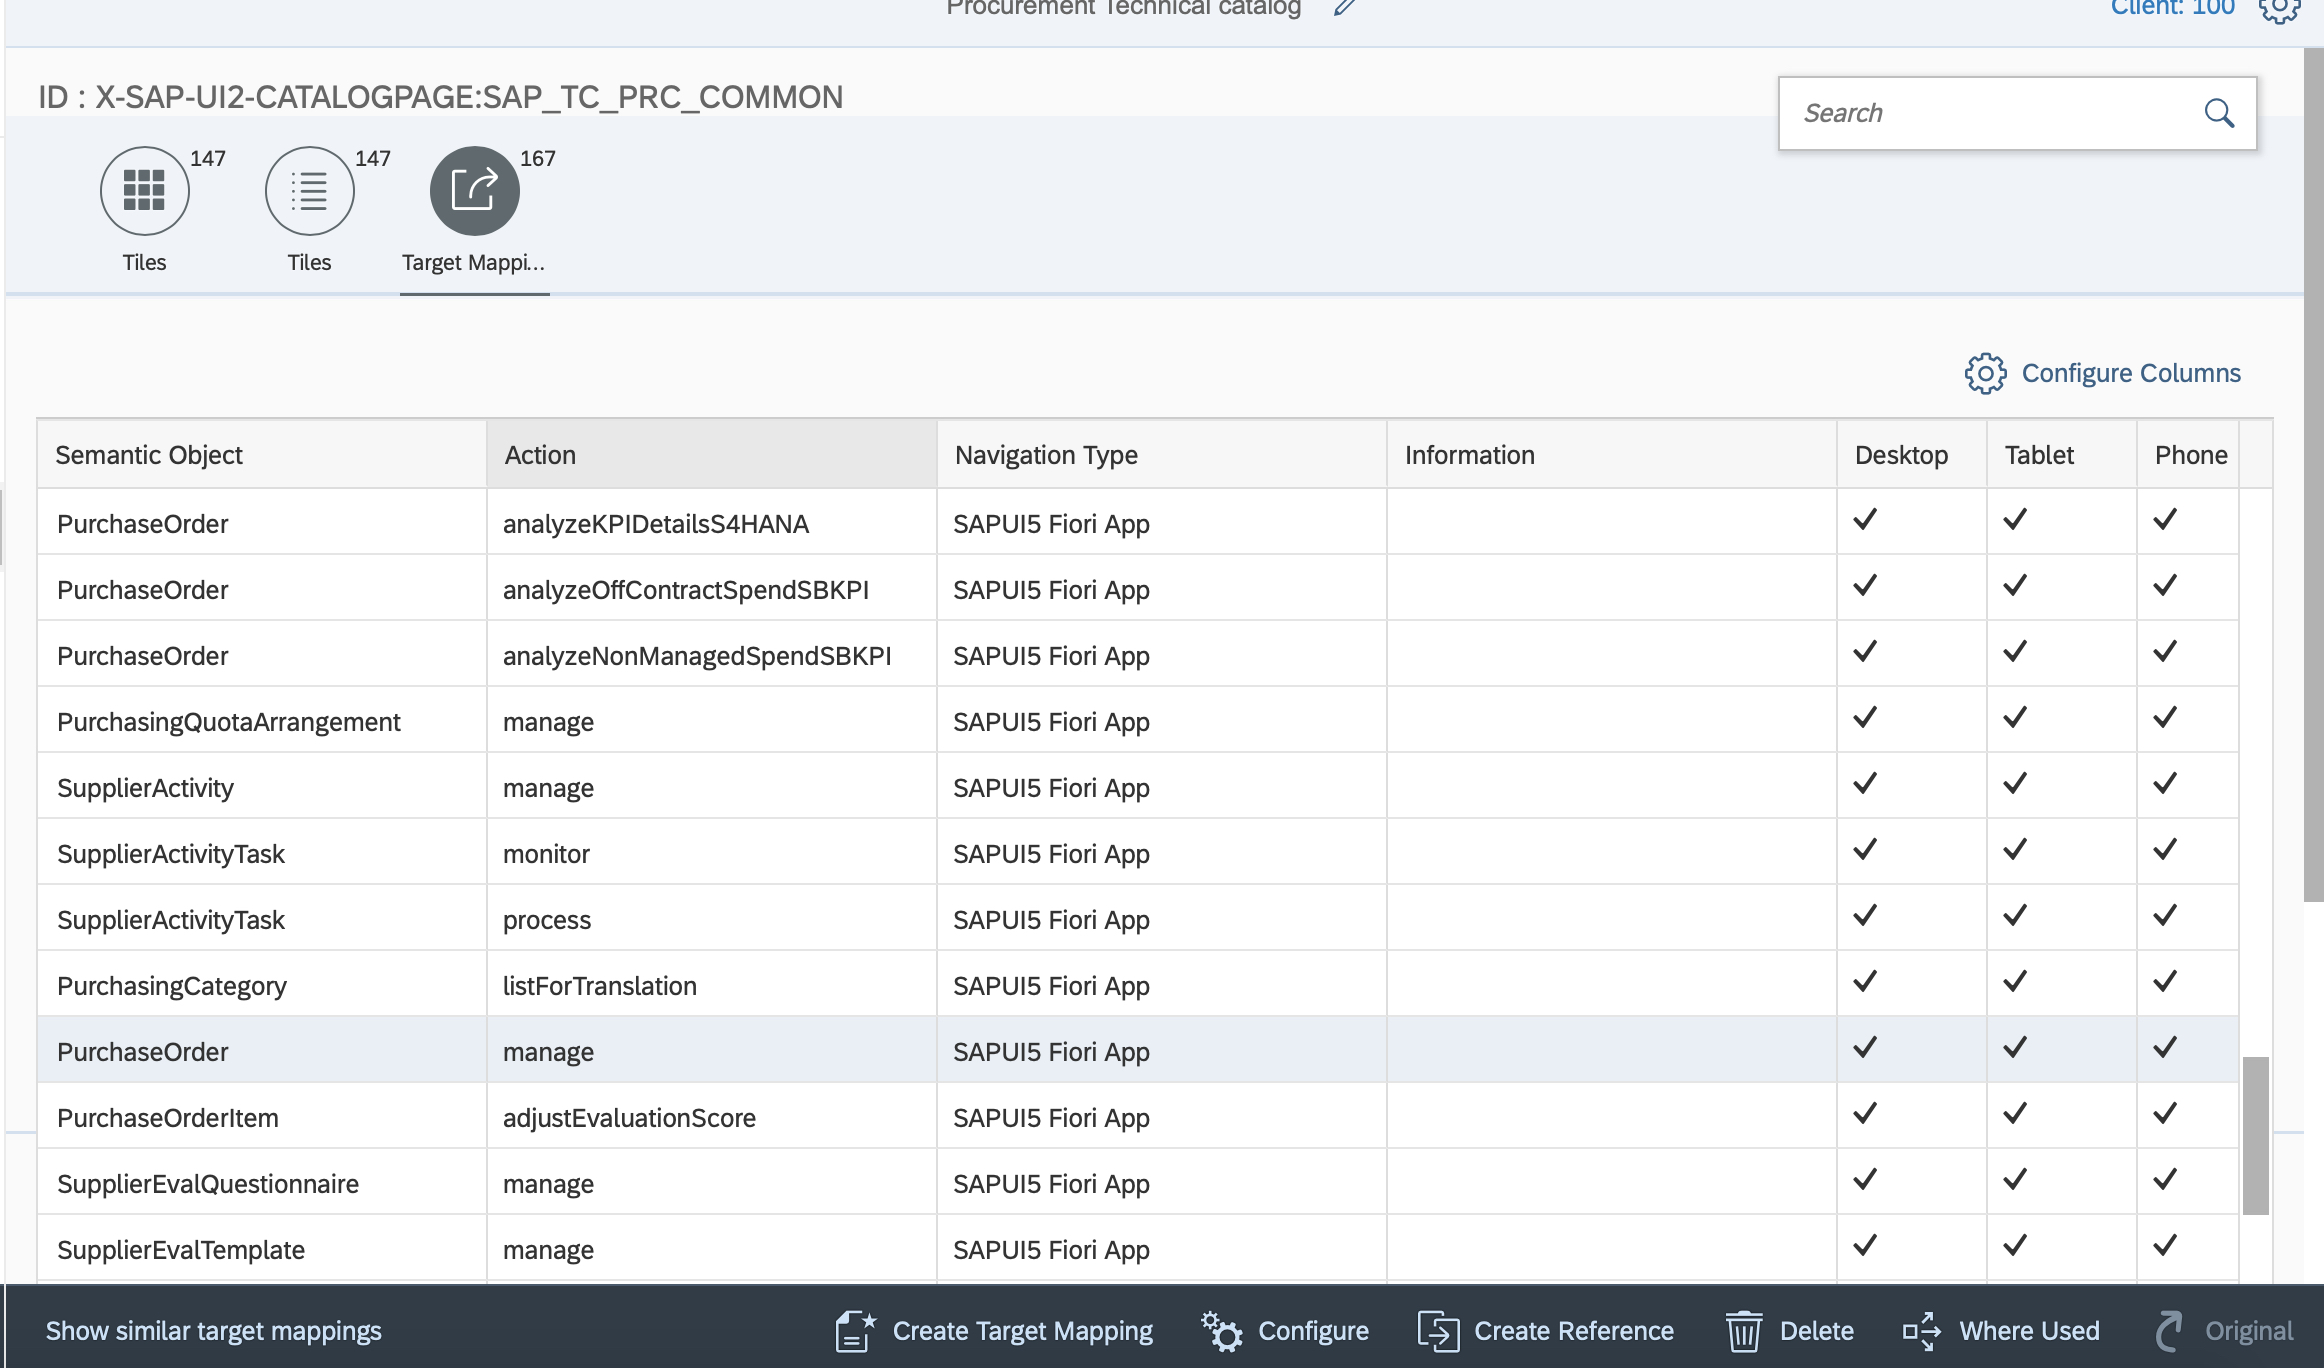 Procurement Technical catalog
Client: 100
ID : X-SAP-UI2-CATALOGPAGE:SAP_TC_PRC_COMMON
Search
147 147 167
Tiles Tiles Target Mappi...
Configure Columns
Semantic Object Action Navigation Type Information Desktop Tablet Phone
PurchaseOrder analyzeKPIDetailsS4HANA SAPUI5 Fiori App
PurchaseOrder analyzeOffContractSpendSBKPI SAPUI5 Fiori App
PurchaseOrder analyzeNonManagedSpendSBKPI SAPUI5 Fiori App
PurchasingQuotaArrangement manage SAPUI5 Fiori App
SupplierActivity manage SAPUI5 Fiori App
SupplierActivityTask monitor SAPUI5 Fiori App
SupplierActivityTask process SAPUI5 Fiori App
PurchasingCategory listForTranslation SAPUI5 Fiori App
PurchaseOrder manage SAPUI5 Fiori App
PurchaseOrderItem adjustEvaluationScore SAPUI5 Fiori App
SupplierEvalQuestionnaire manage SAPUI5 Fiori App
SupplierEvalTemplate manage SAPUI5 Fiori App
Show similar target mappings Create Target Mapping Configure Create Reference Delete Where Used Original